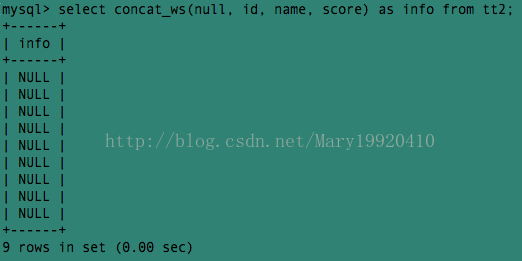 mysql> select concat_ws(null, id, name, score) as info from tt2;
+------+
| info |
+------+
| NULL |
| NULL |
| NULL |
| NULL |
| NULL |
| NULL |
| NULL |
| NULL |
| NULL |
+------+
9 rows in set (0.00 sec)
http://blog.csdn.net/Mary19920410